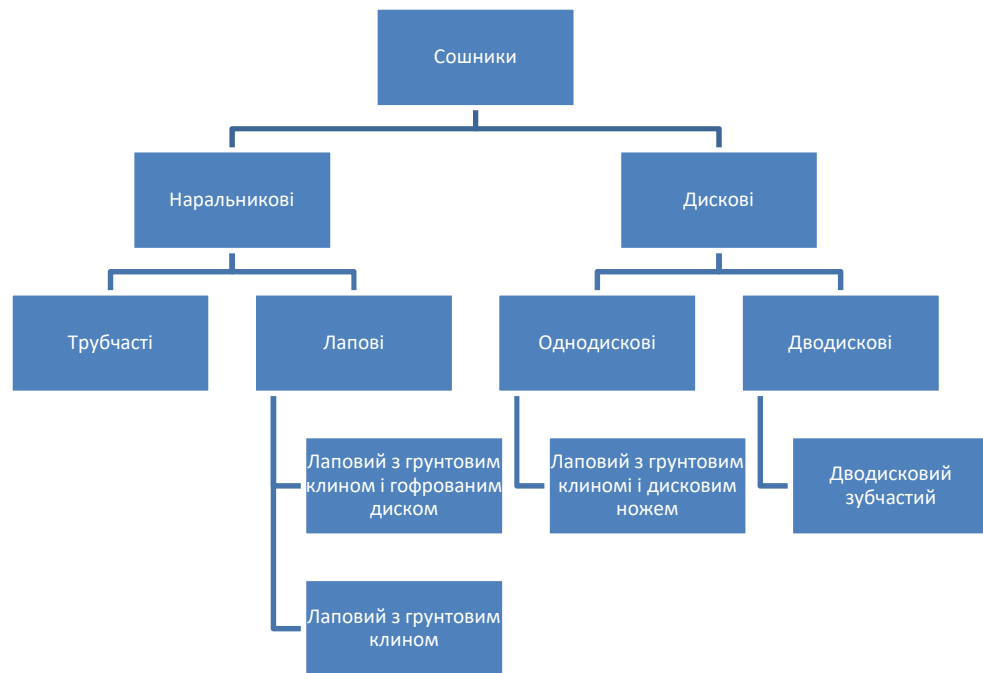 Сошники
Наральникові
Дискові
Трубчасті
Лапові
Однодискові
Дводискові
Лаповий з грунтовим
клином і гофрованим
диском
Лаповий з грунтовим
клиномі і дисковим
ножем
Дводисковий
зубчастий
Лаповий з грунтовим
клином